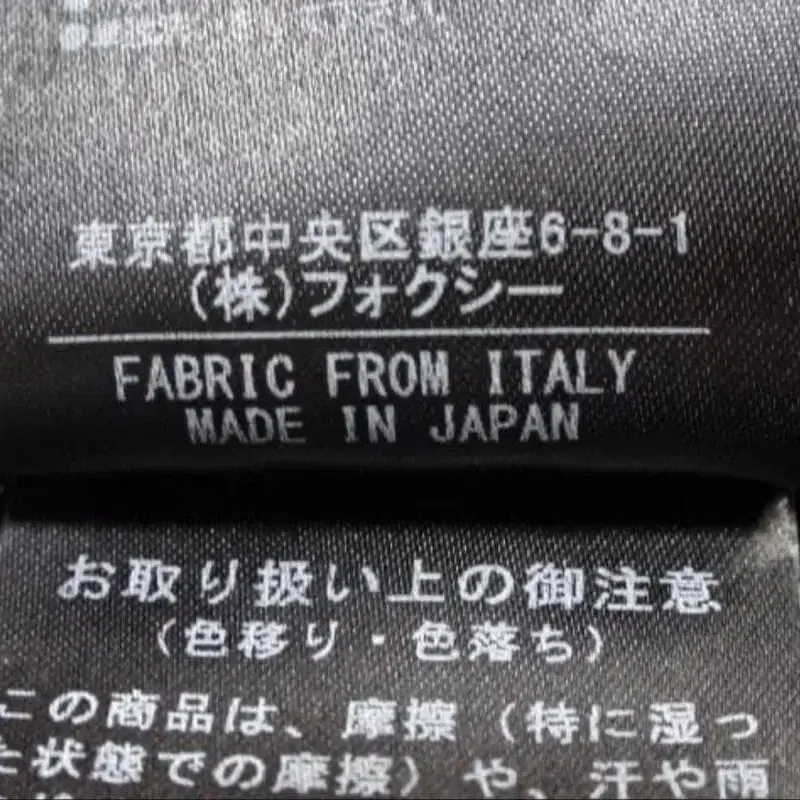 東京都中央区銀座6-8-1
(株)フォクシー
FABRIC FROM ITALY
MADE IN JAPAN
お取り扱い上の御注意
(色移り・色落ち)
この商品は、摩擦(特に湿っ
た状態での摩擦)や、汗や雨